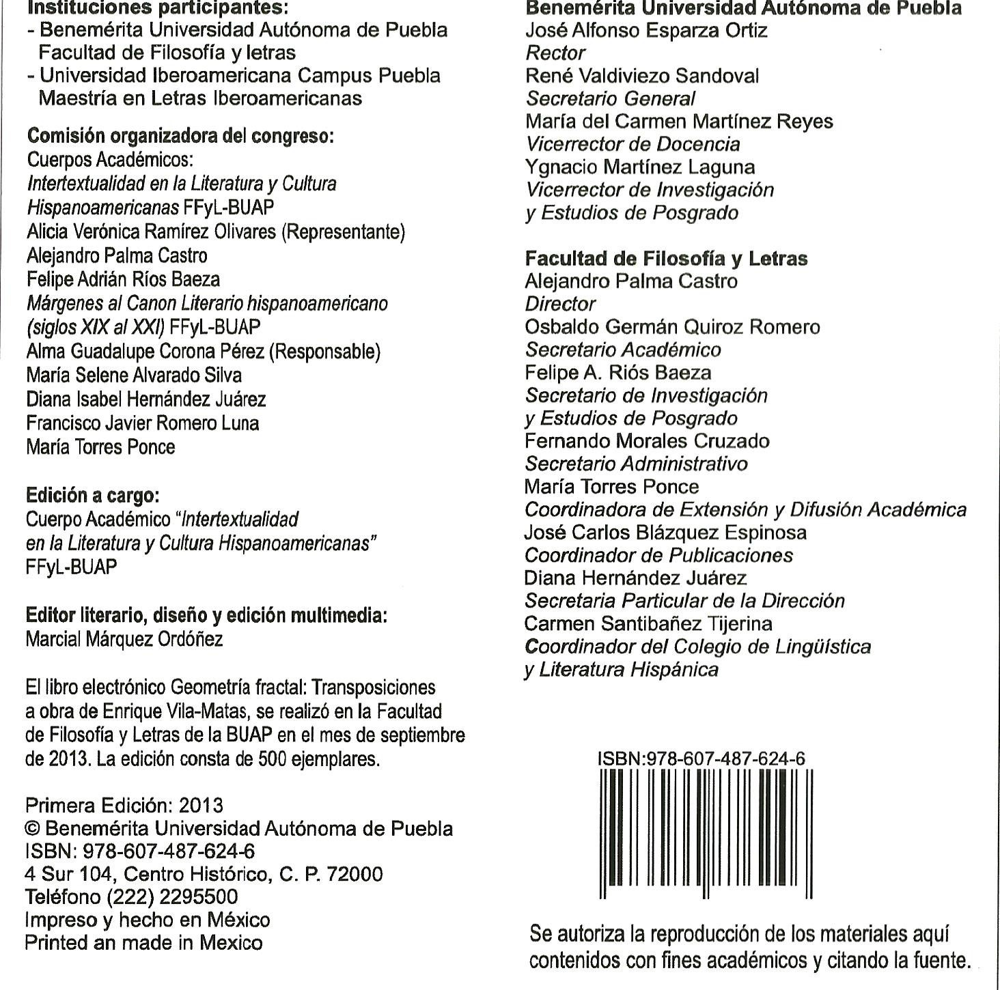 Instituciones participantes:
- Benemérita Universidad Autónoma de Puebla
Facultad de Filosofía y letras
- Universidad Iberoamericana Campus Puebla
Maestría en Letras Iberoamericanas
Comisión organizadora del congreso:
Cuerpos Académicos:
Intertextualidad en la Literatura y Cultura
Hispanoamericanas FFyL-BUAP
Alicia Verónica Ramírez Olivares (Representante)
Alejandro Palma Castro
Felipe Adrián Ríos Baeza
Márgenes al Canon Literario hispanoamericano
(siglos XIX al XXI) FFyL-BUAP
Alma Guadalupe Corona Pérez (Responsable)
María Selene Alvarado Silva
Diana Isabel Hernández Juárez
Francisco Javier Romero Luna
María Torres Ponce
Edición a cargo:
Cuerpo Académico “Intertextualidad
en la Literatura y Cultura Hispanoamericanas”
FFyL-BUAP
Editor literario, diseño y edición multimedia:
Marcial Márquez Ordóñez
El libro electrónico Geometría fractal: Transposiciones
a obra de Enrique Vila-Matas, se realizó en la Facultad
de Filosofía y Letras de la BUAP en el mes de septiembre
de 2013. La edición consta de 500 ejemplares.
Primera Edición: 2013
© Benemérita Universidad Autónoma de Puebla
ISBN: 978-607-487-624-6
4 Sur 104, Centro Histórico, C. P. 72000
Teléfono (222) 2295500
Impreso y hecho en México
Printed an made in Mexico
Benemérita Universidad Autónoma de Puebla
José Alfonso Esparza Ortiz
Rector
René Valdiviezo Sandoval
Secretario General
María del Carmen Martínez Reyes
Vicerrector de Docencia
Ygnacio Martínez Laguna
Vicerrector de Investigación
y Estudios de Posgrado
Facultad de Filosofía y Letras
Alejandro Palma Castro
Director
Osbaldo Germán Quiroz Romero
Secretario Académico
Felipe A. Riós Baeza
Secretario de Investigación
y Estudios de Posgrado
Fernando Morales Cruzado
Secretario Administrativo
María Torres Ponce
Coordinadora de Extensión y Difusión Académica
José Carlos Blázquez Espinosa
Coordinador de Publicaciones
Diana Hernández Juárez
Secretaria Particular de la Dirección
Carmen Santibañez Tijerina
Coordinador del Colegio de Lingüística
y Literatura Hispánica
ISBN:978-607-487-624-6
Se autoriza la reproducción de los materiales aquí
contenidos con fines académicos y citando la fuente.